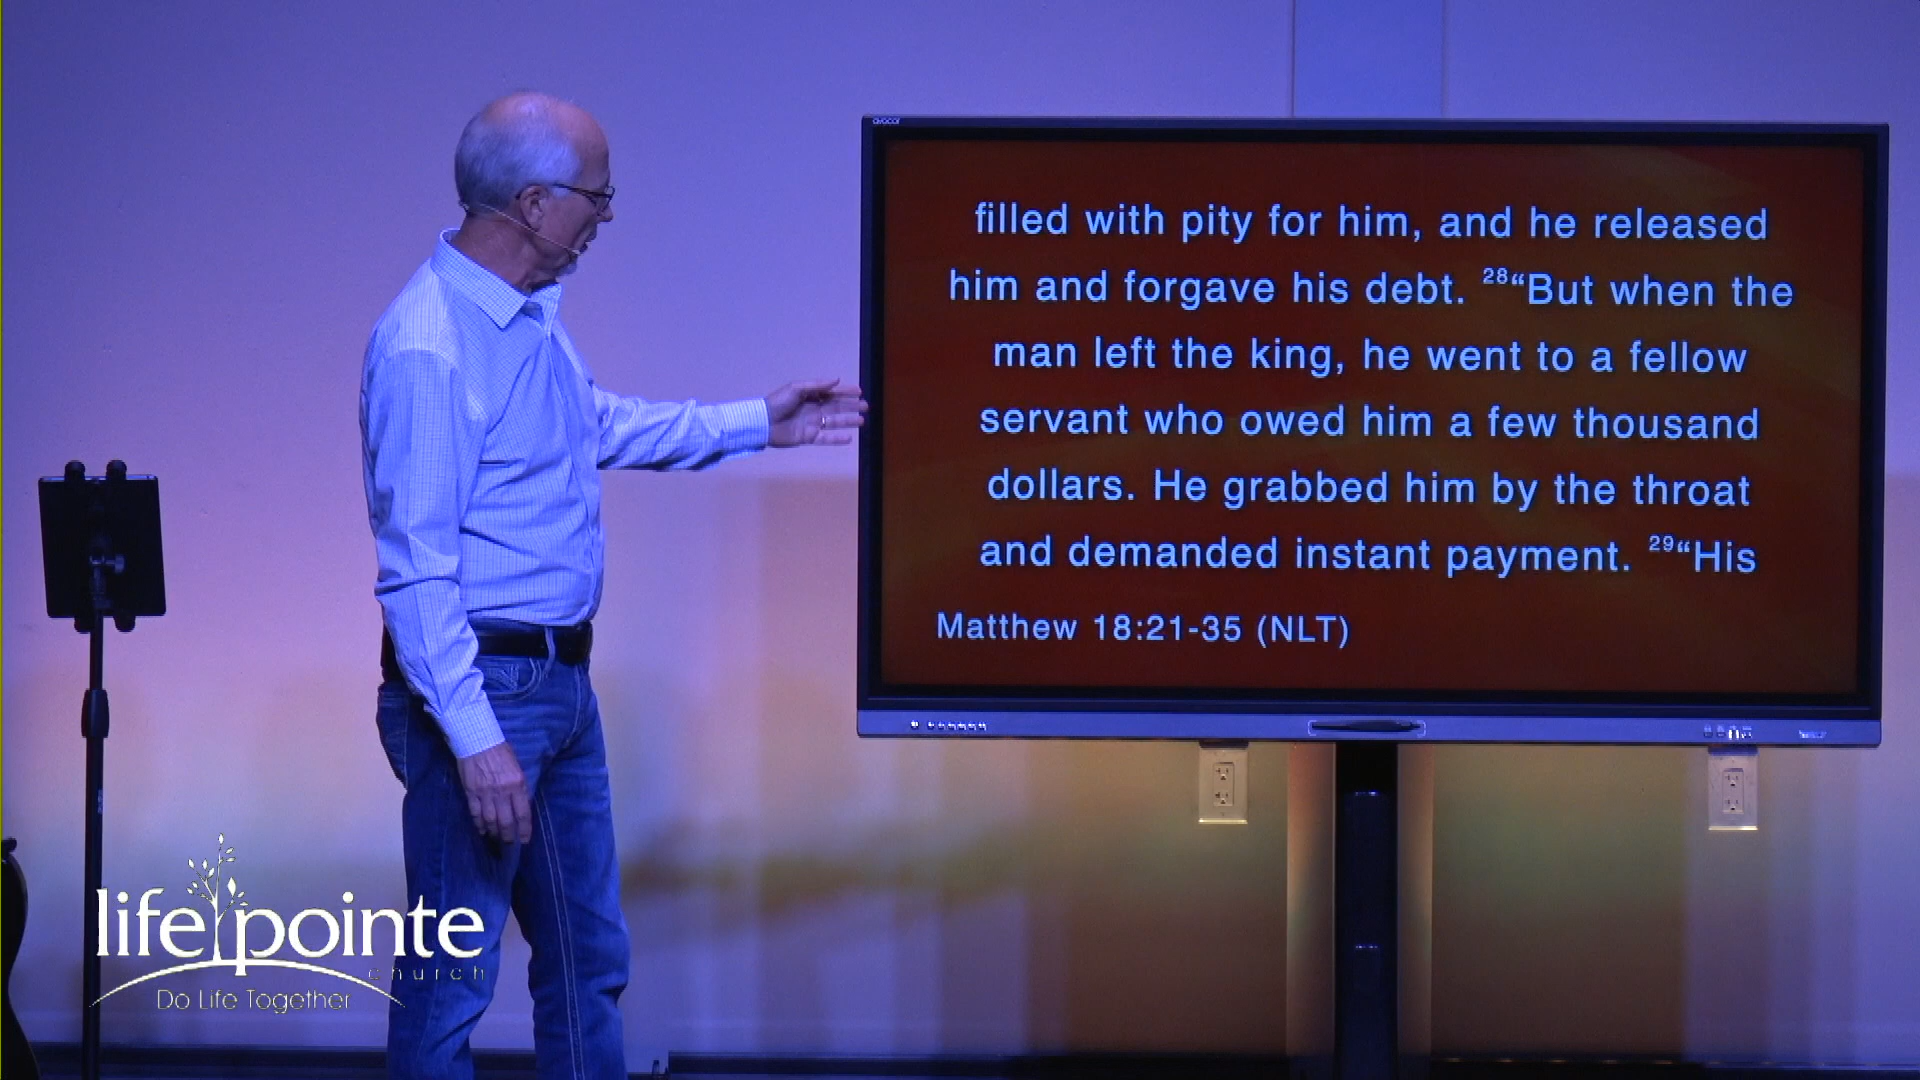 avocor
filled with pity for him, and he released
him and forgave his debt. ²⁸“But when the
man left the king, he went to a fellow
servant who owed him a few thousand
dollars. He grabbed him by the throat
and demanded instant payment. ²⁹“His
Matthew 18:21-35 (NLT)
life pointe
church
Do Life Together